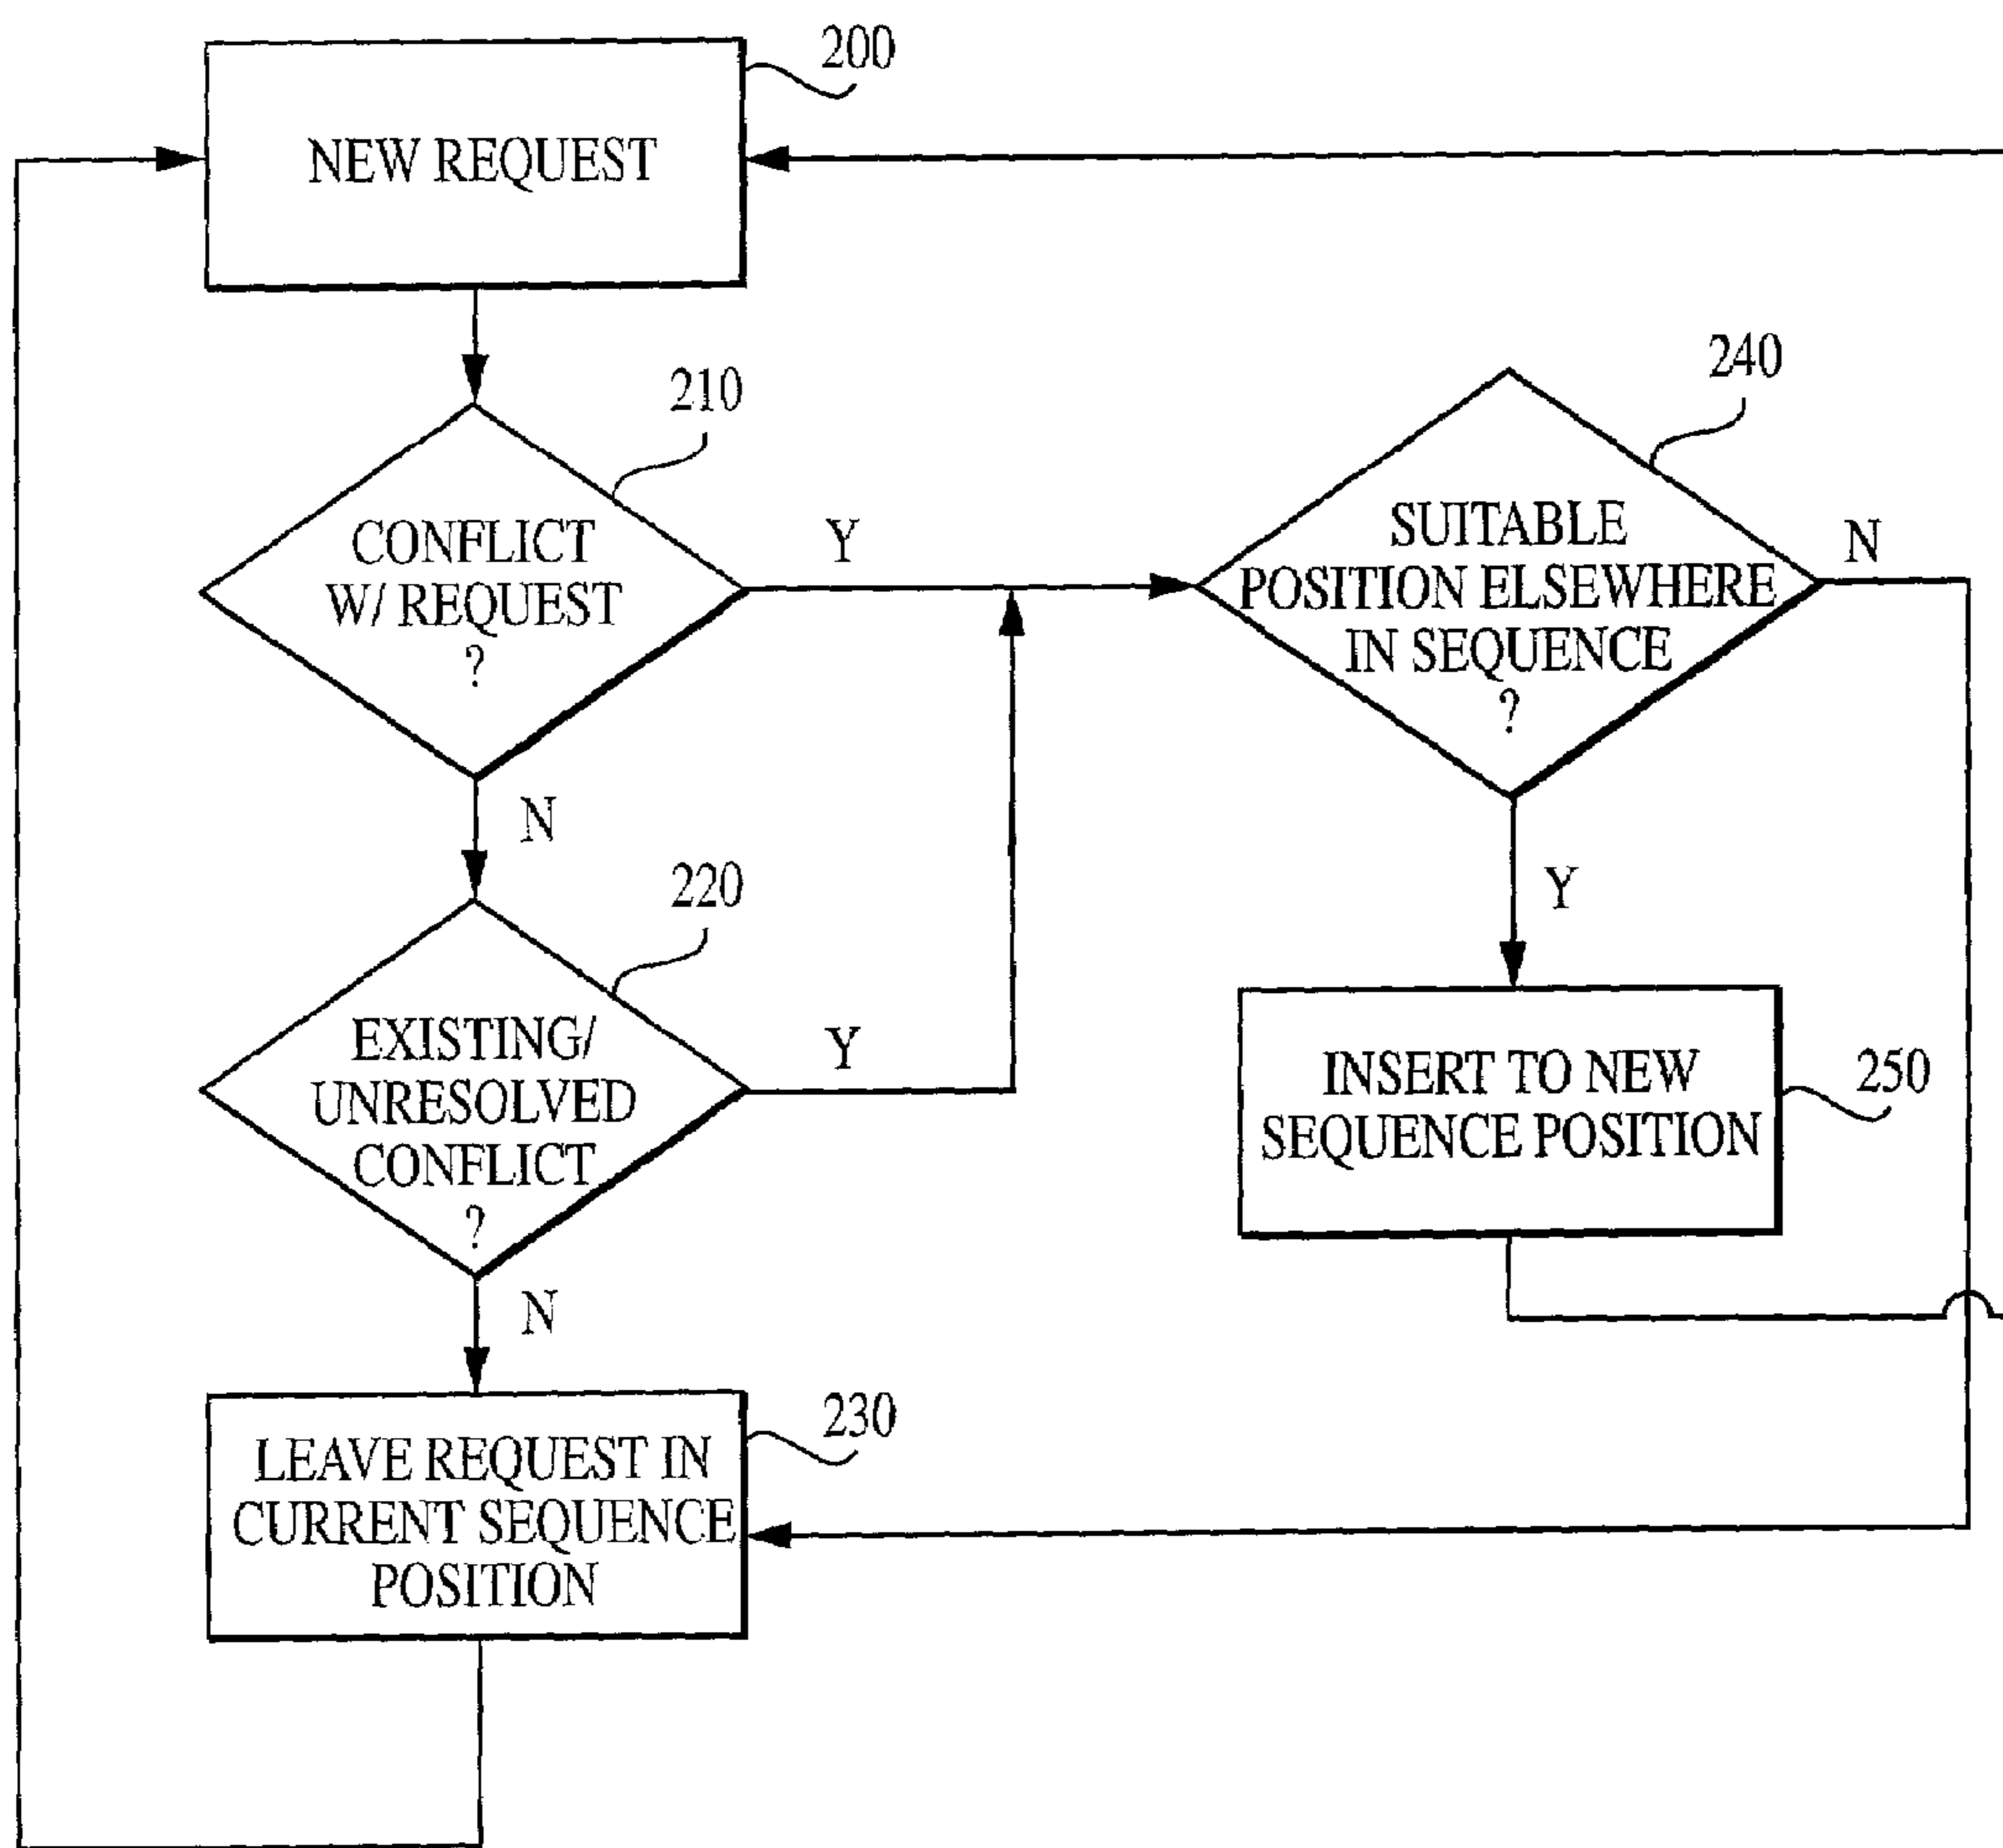 200
NEW REQUEST
210
CONFLICT
W/ REQUEST
?
Y
N
220
EXISTING/
UNRESOLVED
CONFLICT
?
Y
N
230
LEAVE REQUEST IN
CURRENT SEQUENCE
POSITION
240
SUITABLE
POSITION ELSEWHERE
IN SEQUENCE
?
N
Y
250
INSERT TO NEW
SEQUENCE POSITION